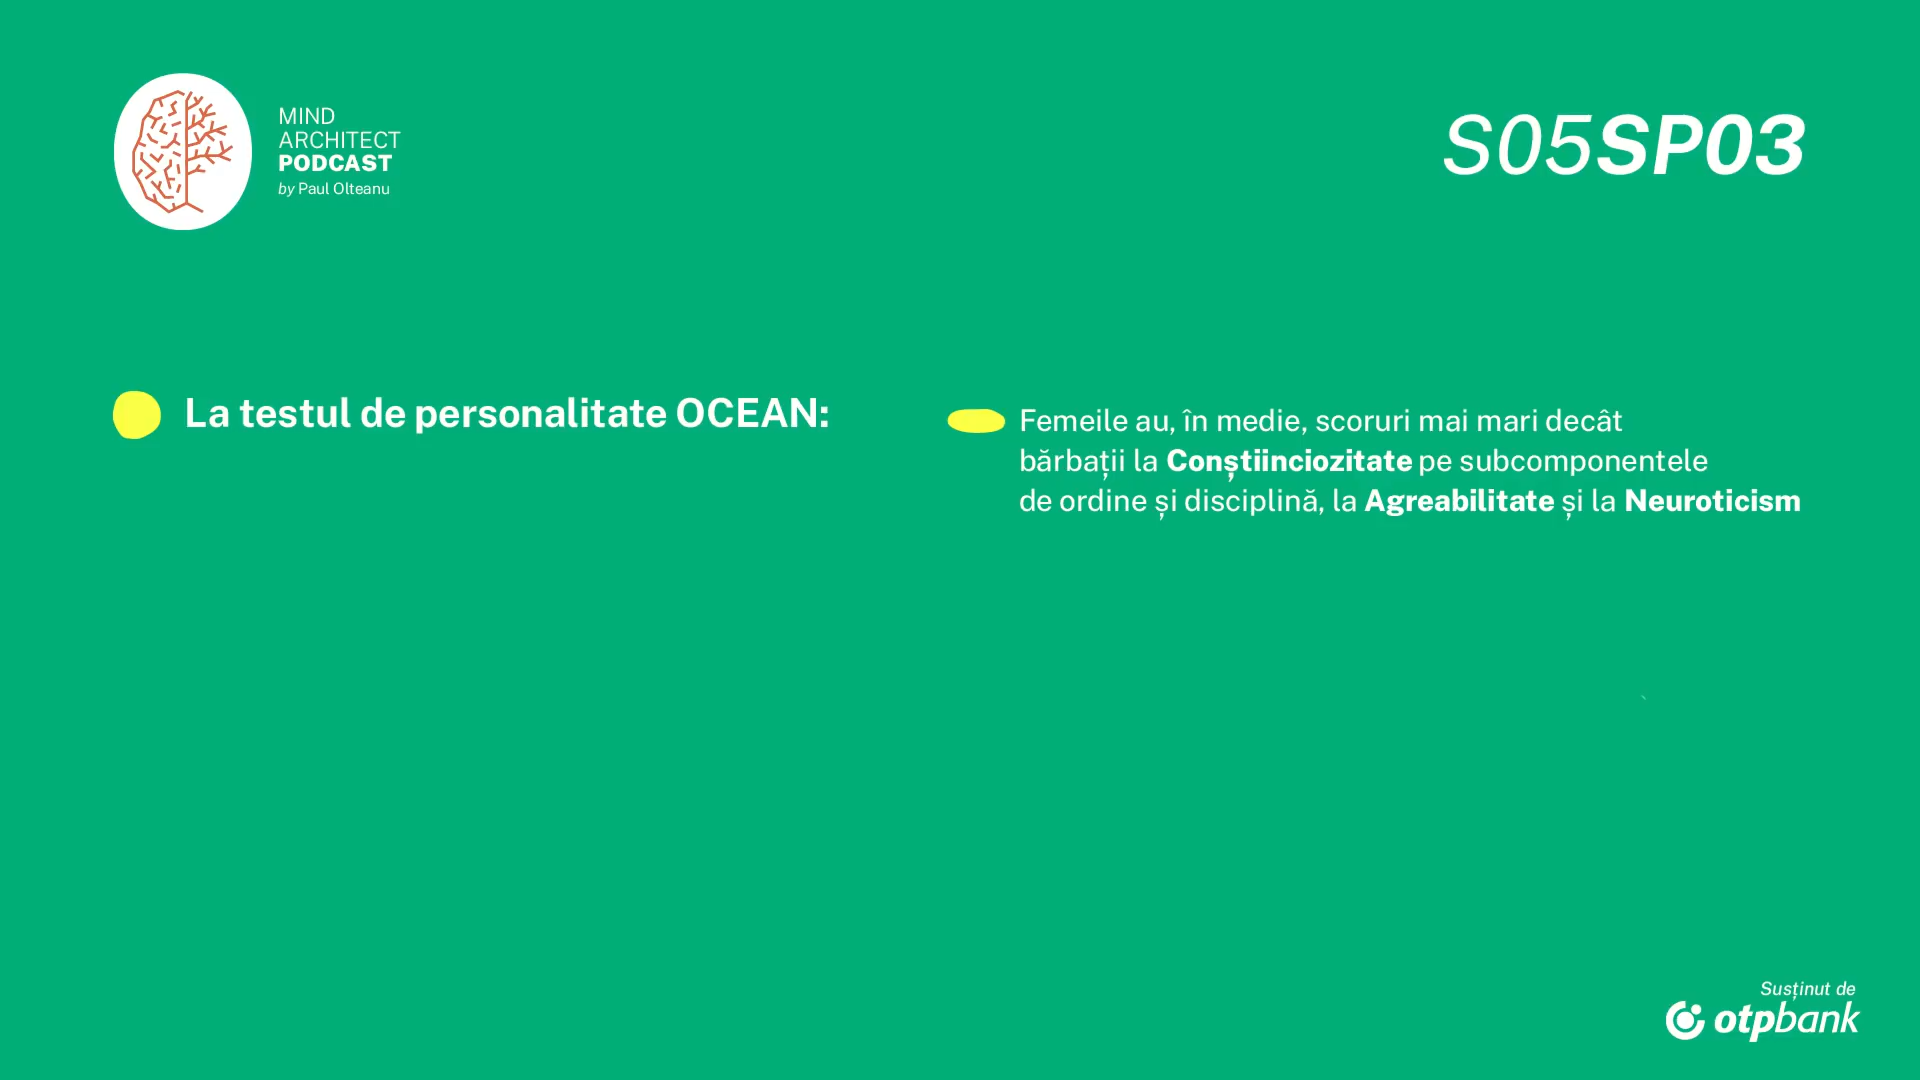 MIND
ARCHITECT
PODCAST
by Paul Olteanu
S05SP03
La testul de personalitate OCEAN:
Femeile au, în medie, scoruri mai mari decât
bărbații la Conștiinciozitate pe subcomponentele
de ordine și disciplină, la Agreabilitate și la Neuroticism
Susținut de
otpbank